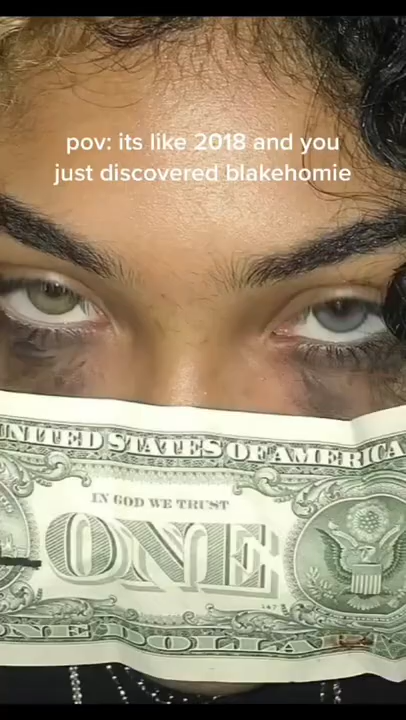 pov: its like 2018 and you
just discovered blakehomie
UNITED STATES OF AMERICA
IN GOD WE TRUST
ONE
ONE DOLLAR